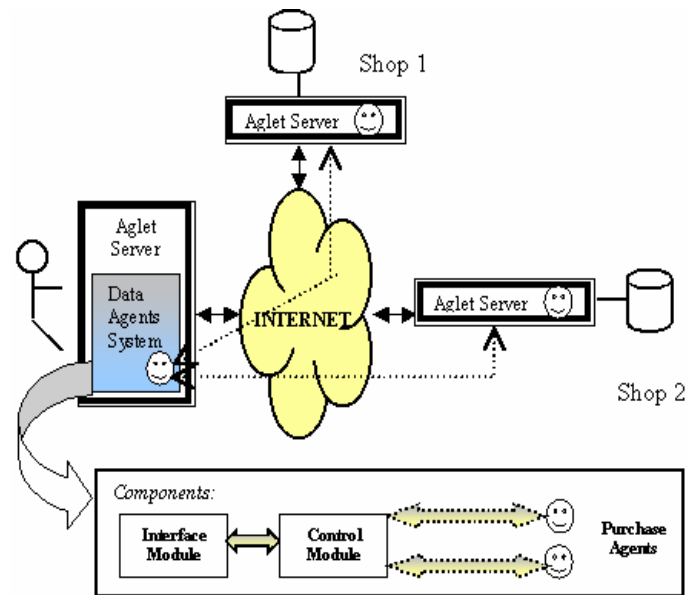 Shop 1
Aglet Server
Aglet
Server
Data
Agents
System
INTERNET
Aglet Server
Shop 2
Components:
Interface
Module
Control
Module
Purchase
Agents